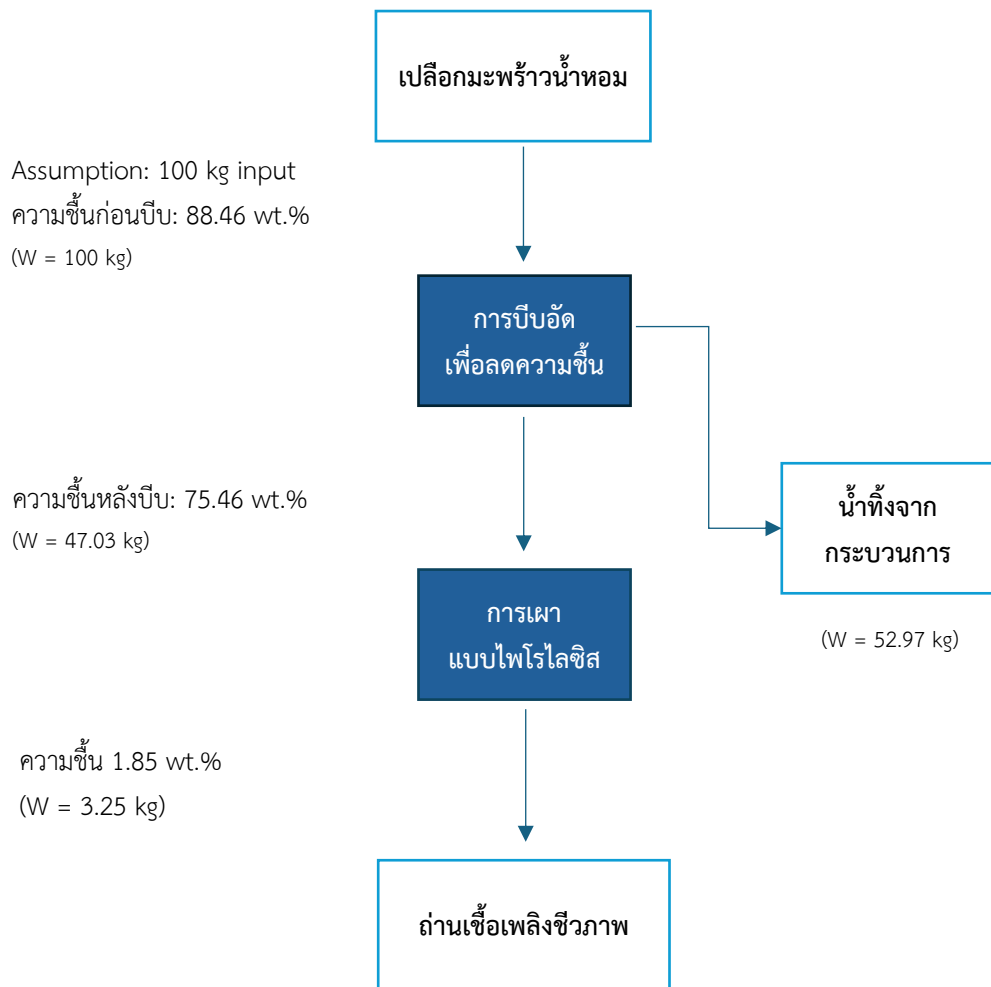 เปลือกมะพร้าวน้ำหอม
Assumption: 100 kg input
ความชื้นก่อนบีบ: 88.46 wt.%
(W = 100 kg)
การบีบอัด
เพื่อลดความชื้น
ความชื้นหลังบีบ: 75.46 wt.%
(W = 47.03 kg)
น้ำทิ้งจาก
กระบวนการ
(W = 52.97 kg)
การเผา
แบบไพโรไลซิส
ความชื้น 1.85 wt.%
(W = 3.25 kg)
ถ่านเชื้อเพลิงชีวภาพ